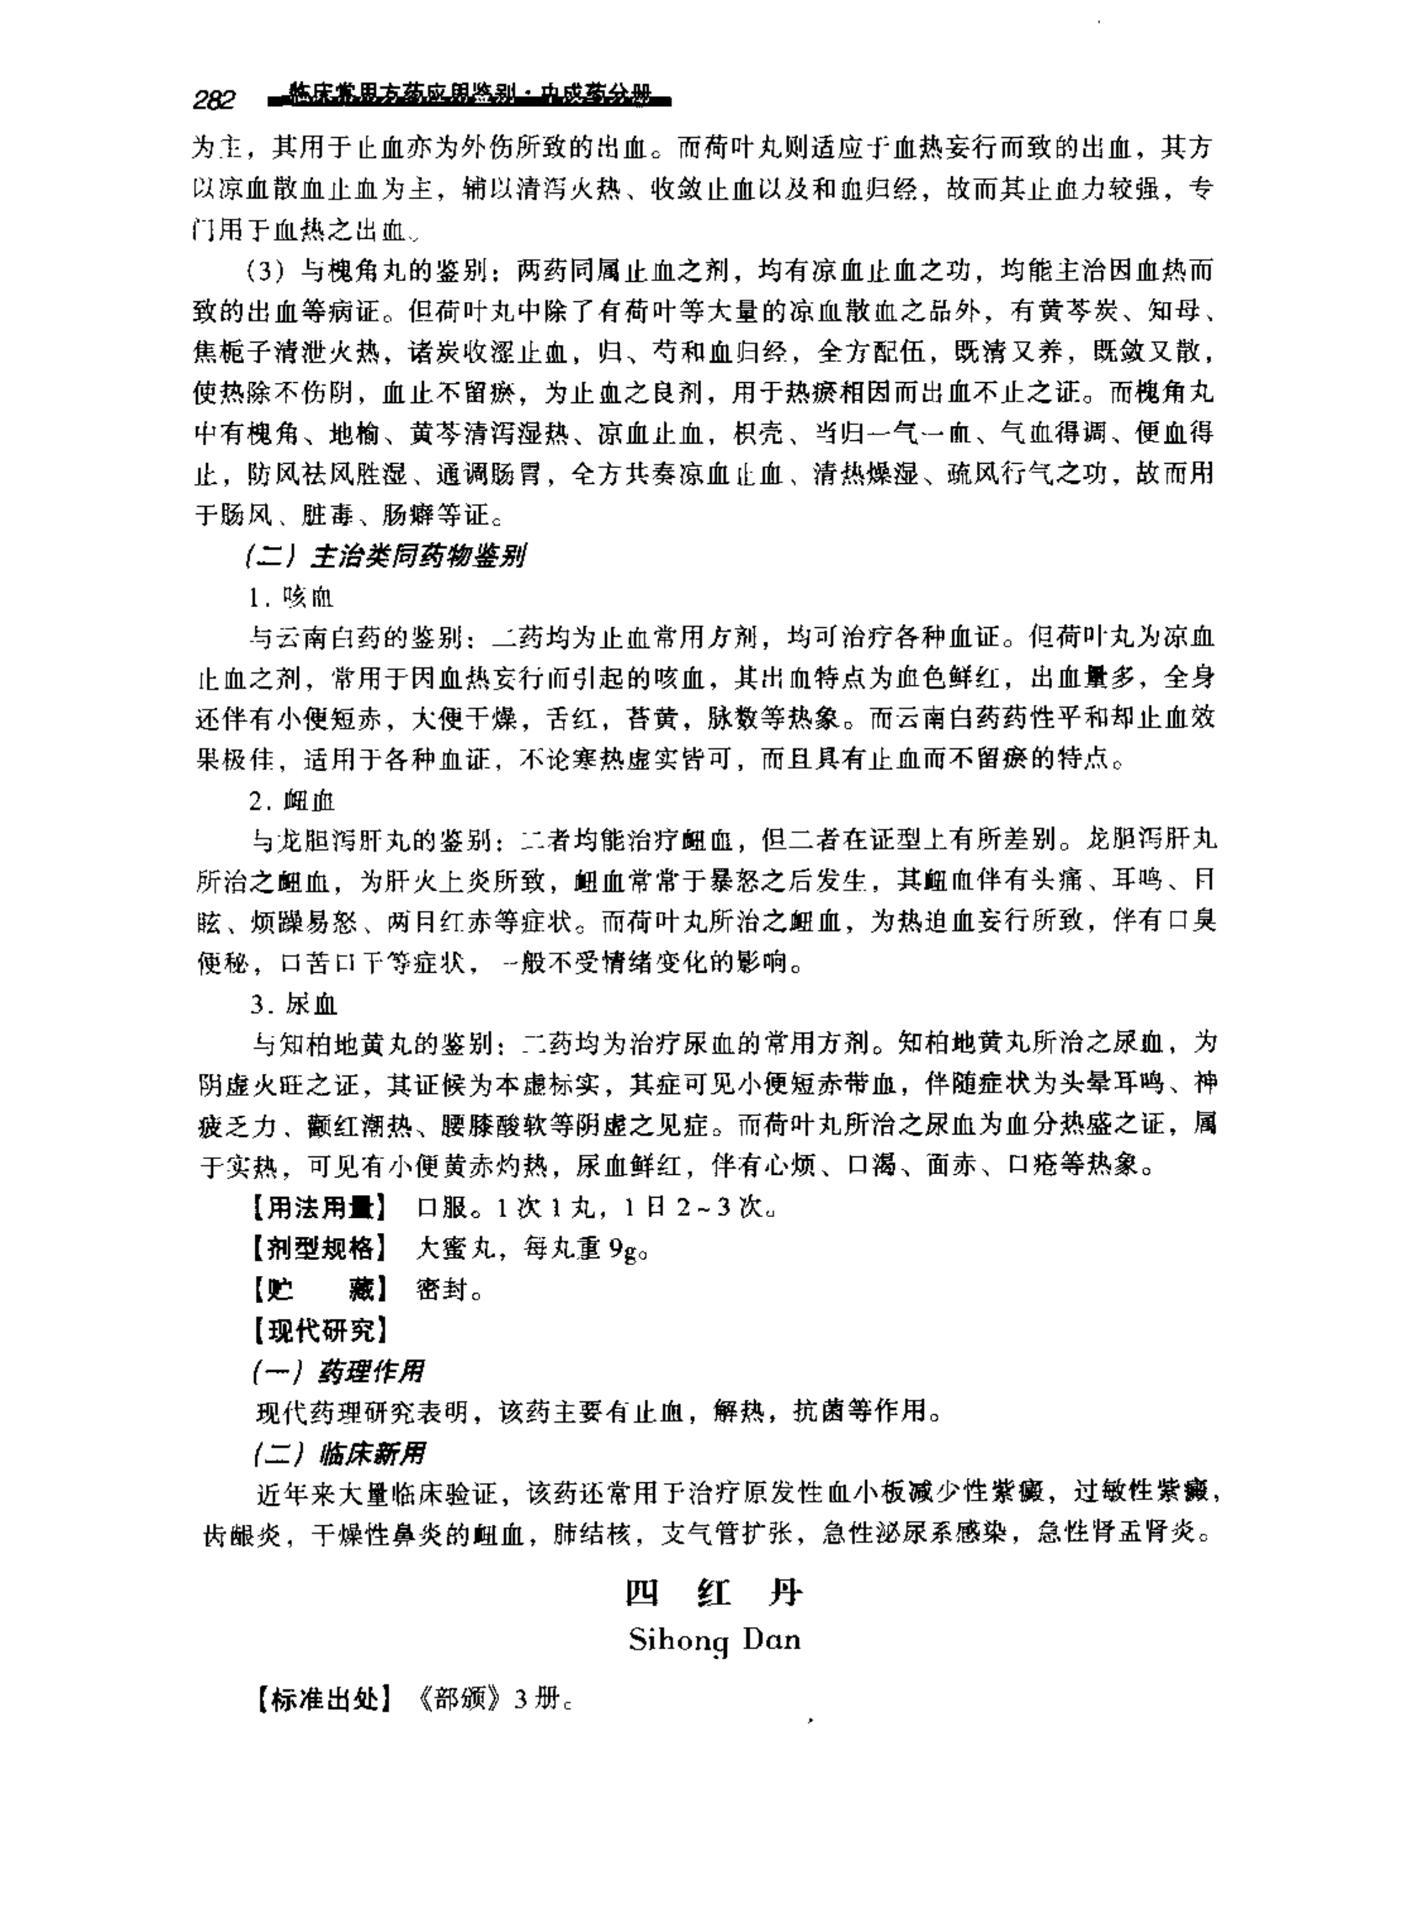 282 临床常用方药应用鉴别·中成药分册
为主，其用于止血亦为外伤所致的出血。而荷叶丸则适应于血热妄行而致的出血，其方
以凉血散血止血为主，辅以清泻火热、收敛止血以及和血归经，故而其止血力较强，专
门用于血热之出血。
（3）与槐角丸的鉴别：两药同属止血之剂，均有凉血止血之功，均能主治因血热而
致的出血等病证。但荷叶丸中除了有荷叶等大量的凉血散血之品外，有黄芩炭、知母、
焦栀子清泄火热，诸炭收涩止血，归、芍和血归经，全方配伍，既清又养，既敛又散，
使热除不伤阴，血止不留瘀，为止血之良剂，用于热瘀相因而出血不止之证。而槐角丸
中有槐角、地榆、黄芩清泻湿热、凉血止血，枳壳、当归一气一血、气血得调、便血得
止，防风祛风胜湿、通调肠胃，全方共奏凉血止血、清热燥湿、疏风行气之功，故而用
于肠风、脏毒、肠癖等证。
（二）主治类同药物鉴别
1. 咳血
与云南白药的鉴别：二药均为止血常用方剂，均可治疗各种血证。但荷叶丸为凉血
止血之剂，常用于因血热妄行而引起的咳血，其出血特点为血色鲜红，出血量多，全身
还伴有小便短赤，大便干燥，舌红，苔黄，脉数等热象。而云南白药药性平和却止血效
果极佳，适用于各种血证，不论寒热虚实皆可，而且具有止血而不留瘀的特点。
2. 衄血
与龙胆泻肝丸的鉴别：二者均能治疗衄血，但二者在证型上有所差别。龙胆泻肝丸
所治之衄血，为肝火上炎所致，衄血常常于暴怒之后发生，其衄血伴有头痛、耳鸣、目
眩、烦躁易怒、两目红赤等症状。而荷叶丸所治之衄血，为热迫血妄行所致，伴有口臭
便秘，口苦口干等症状，一般不受情绪变化的影响。
3. 尿血
与知柏地黄丸的鉴别：二药均为治疗尿血的常用方剂。知柏地黄丸所治之尿血，为
阴虚火旺之证，其证候为本虚标实，其症可见小便短赤带血，伴随症状为头晕耳鸣、神
疲乏力、颧红潮热、腰膝酸软等阴虚之见症。而荷叶丸所治之尿血为血分热盛之证，属
于实热，可见有小便黄赤灼热，尿血鲜红，伴有心烦、口渴、面赤、口疮等热象。
【用法用量】 口服。1次1丸，1日2～3次。
【剂型规格】 大蜜丸，每丸重9g。
【贮　　藏】 密封。
【现代研究】
（一）药理作用
现代药理研究表明，该药主要有止血，解热，抗菌等作用。
（二）临床新用
近年来大量临床验证，该药还常用于治疗原发性血小板减少性紫癜，过敏性紫癜，
齿龈炎，干燥性鼻炎的衄血，肺结核，支气管扩张，急性泌尿系感染，急性肾盂肾炎。
四 红 丹
Sihong Dan
【标准出处】《部颁》3册。